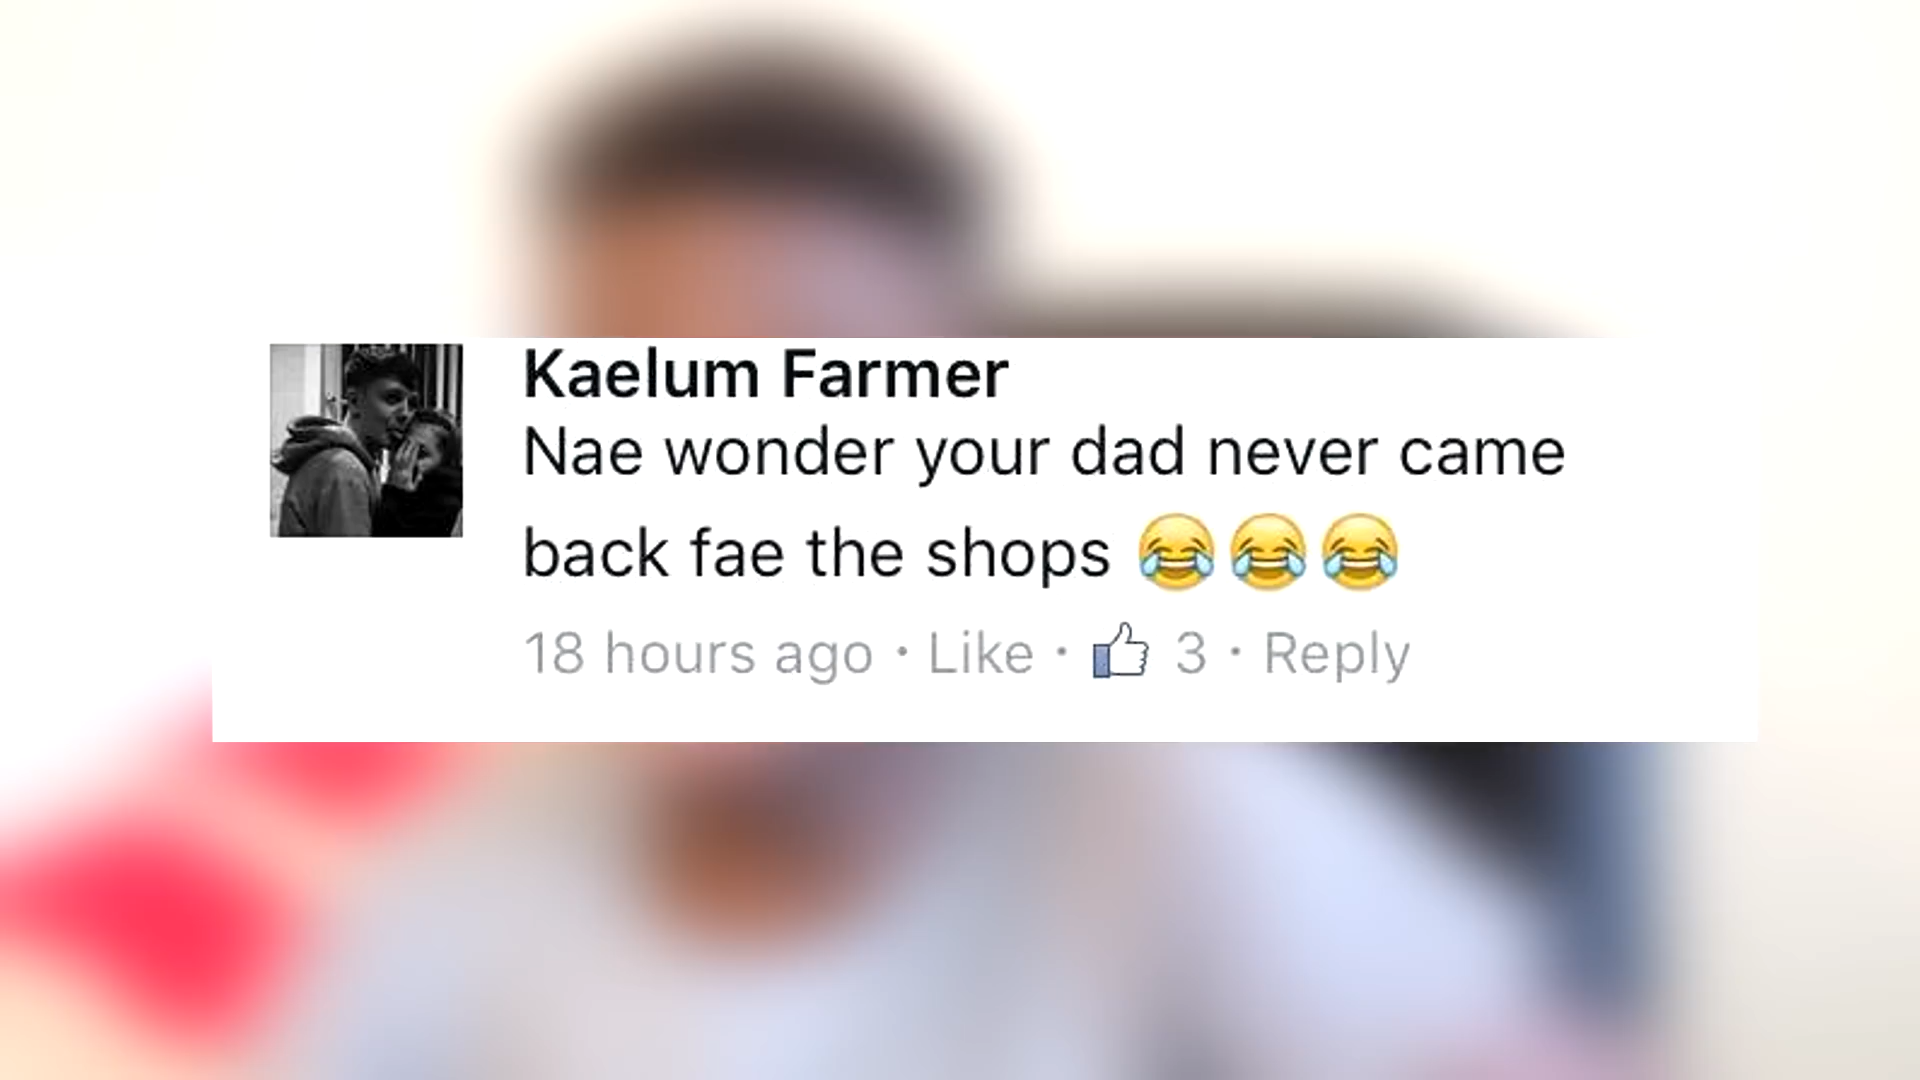 Kaelum Farmer
Nae wonder your dad never came
back fae the shops 😂😂😂
18 hours ago · Like · 👍 3 · Reply